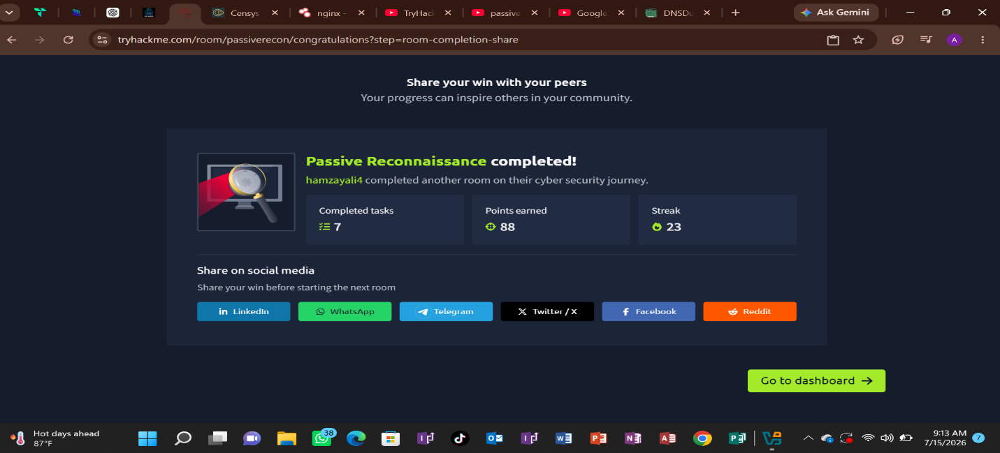 Censys
nginx -
TryHac
passive
Google
DNSDu
Ask Gemini
tryhackme.com/room/passiverecon/congratulations?step=room-completion-share
A
Share your win with your peers
Your progress can inspire others in your community.
Passive Reconnaissance completed!
hamzayali4 completed another room on their cyber security journey.
Completed tasks
7
Points earned
88
Streak
23
Share on social media
Share your win before starting the next room
in LinkedIn
WhatsApp
Telegram
X Twitter / X
f Facebook
Reddit
Go to dashboard →
Hot days ahead
87°F
38
9:13 AM
7/15/2026
7